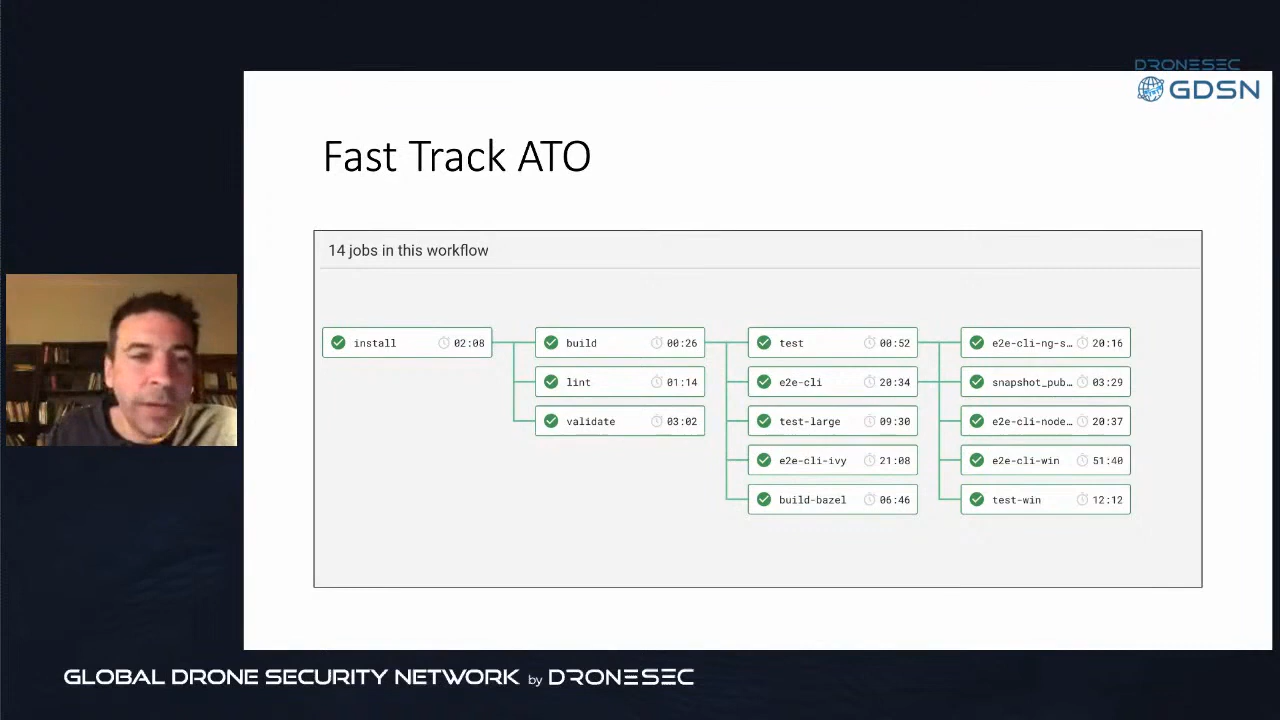 DRONESEC
GDSN
Fast Track ATO
14 jobs in this workflow
install 02:08
build 00:26
lint 01:14
validate 03:02
test 00:52
e2e-cli 20:34
test-large 09:30
e2e-cli-ivy 21:08
build-bazel 06:46
e2e-cli-ng-s… 20:16
snapshot_pub… 03:29
e2e-cli-node… 20:37
e2e-cli-win 51:40
test-win 12:12
GLOBAL DRONE SECURITY NETWORK by DRONESEC